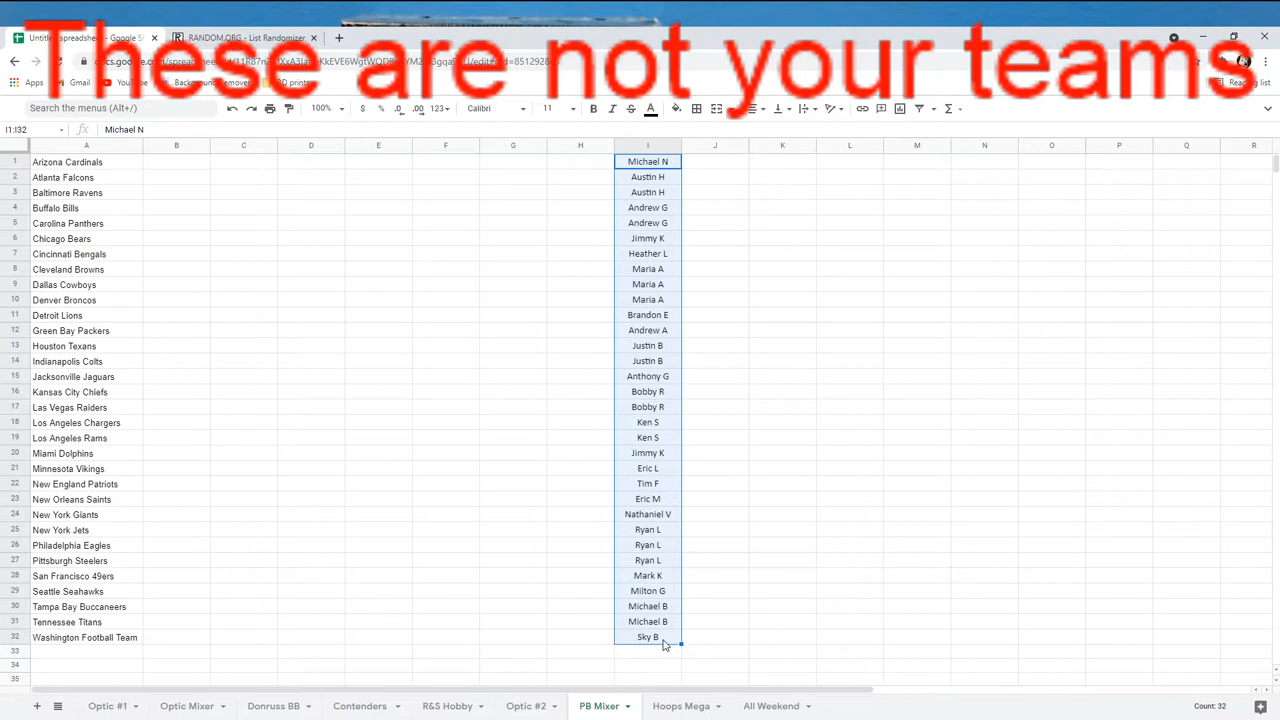 These are not your teams
Untitled spreadsheet - Google Sh
RANDOM.ORG - List Randomizer
Apps Gmail YouTube Background Remover 3D printer Reading list
Search the menus (Alt+/) 100% $ % .0 .00 123 Calibri 11 B I S A
I1:I32 fx Michael N
A B C D E F G H I J K L M N O P Q R
1 Arizona Cardinals Michael N
2 Atlanta Falcons Austin H
3 Baltimore Ravens Austin H
4 Buffalo Bills Andrew G
5 Carolina Panthers Andrew G
6 Chicago Bears Jimmy K
7 Cincinnati Bengals Heather L
8 Cleveland Browns Maria A
9 Dallas Cowboys Maria A
10 Denver Broncos Maria A
11 Detroit Lions Brandon E
12 Green Bay Packers Andrew A
13 Houston Texans Justin B
14 Indianapolis Colts Justin B
15 Jacksonville Jaguars Anthony G
16 Kansas City Chiefs Bobby R
17 Las Vegas Raiders Bobby R
18 Los Angeles Chargers Ken S
19 Los Angeles Rams Ken S
20 Miami Dolphins Jimmy K
21 Minnesota Vikings Eric L
22 New England Patriots Tim F
23 New Orleans Saints Eric M
24 New York Giants Nathaniel V
25 New York Jets Ryan L
26 Philadelphia Eagles Ryan L
27 Pittsburgh Steelers Ryan L
28 San Francisco 49ers Mark K
29 Seattle Seahawks Milton G
30 Tampa Bay Buccaneers Michael B
31 Tennessee Titans Michael B
32 Washington Football Team Sky B
33
34
35
Optic #1 Optic Mixer Donruss BB Contenders R&S Hobby Optic #2 PB Mixer Hoops Mega All Weekend Count: 32